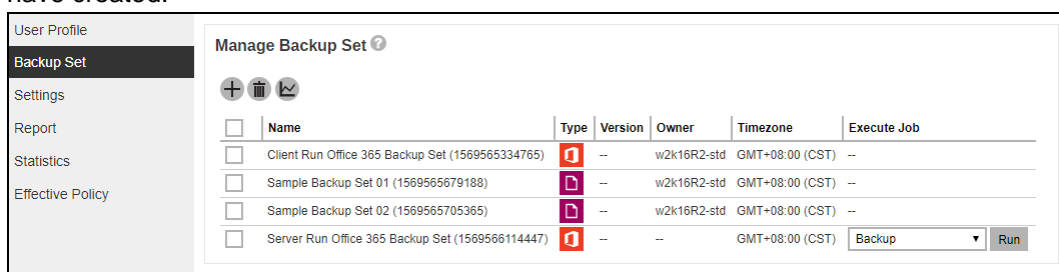 have created.
User Profile
Backup Set
Settings
Report
Statistics
Effective Policy
Manage Backup Set ?
Name Type Version Owner Timezone Execute Job
Client Run Office 365 Backup Set (1569565334765) -- w2k16R2-std GMT+08:00 (CST) --
Sample Backup Set 01 (1569565679188) -- w2k16R2-std GMT+08:00 (CST) --
Sample Backup Set 02 (1569565705365) -- w2k16R2-std GMT+08:00 (CST) --
Server Run Office 365 Backup Set (1569566114447) -- -- GMT+08:00 (CST) Backup Run